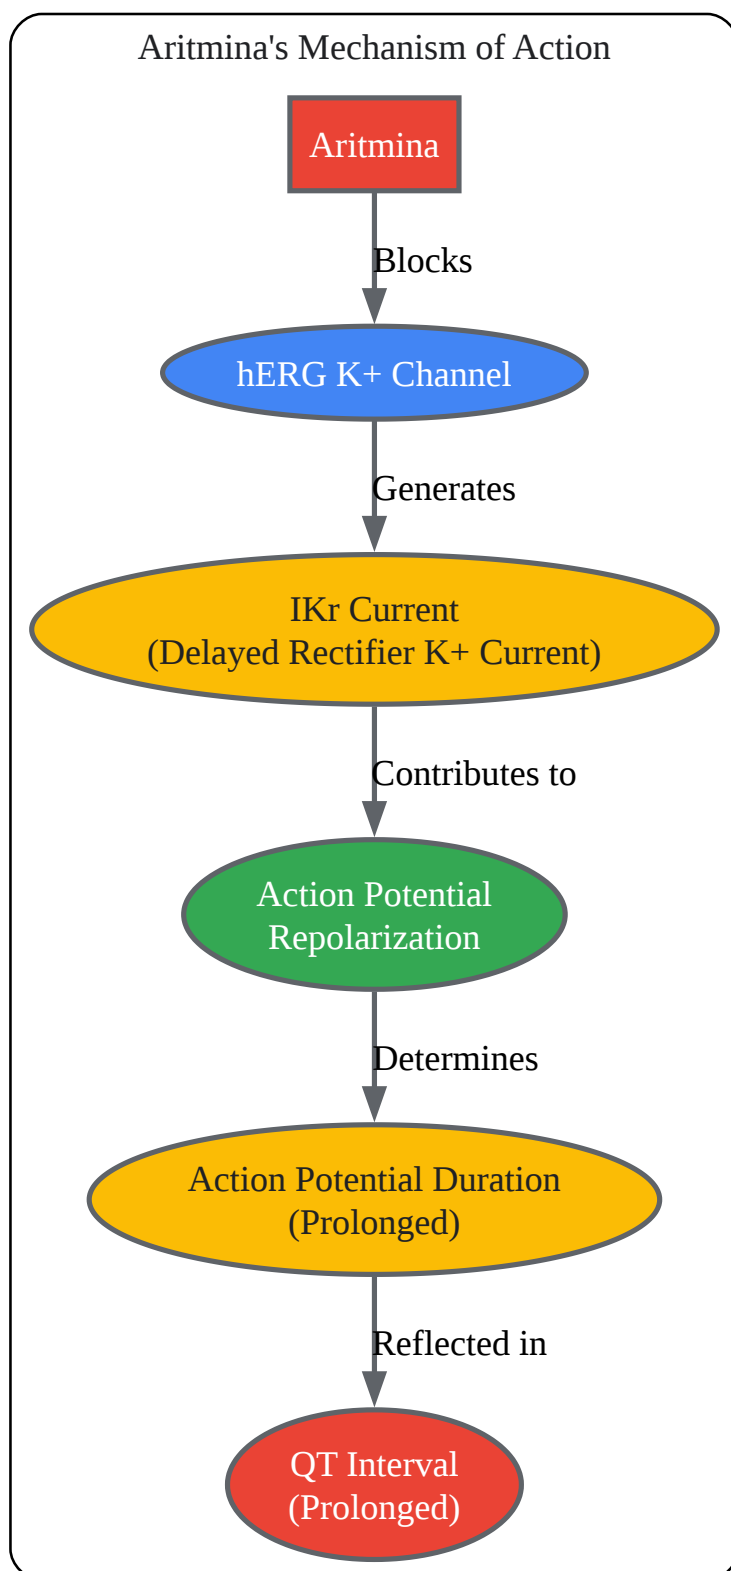 Aritmina's Mechanism of Action
Aritmina
Blocks
hERG K+ Channel
Generates
IKr Current
(Delayed Rectifier K+ Current)
Contributes to
Action Potential
Repolarization
Determines
Action Potential Duration
(Prolonged)
Reflected in
QT Interval
(Prolonged)